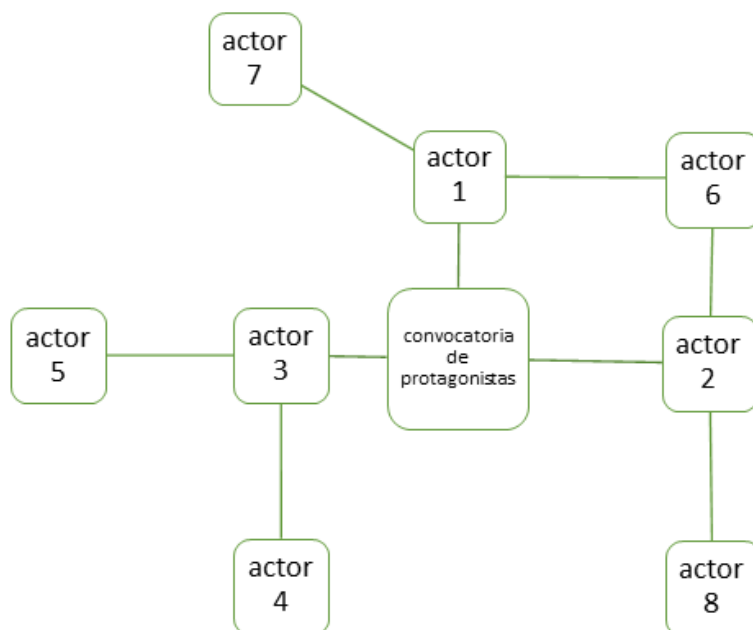 actor
7
actor
1
actor
6
convocatoria
de
protagonistas
actor
5
actor
3
actor
2
actor
4
actor
8